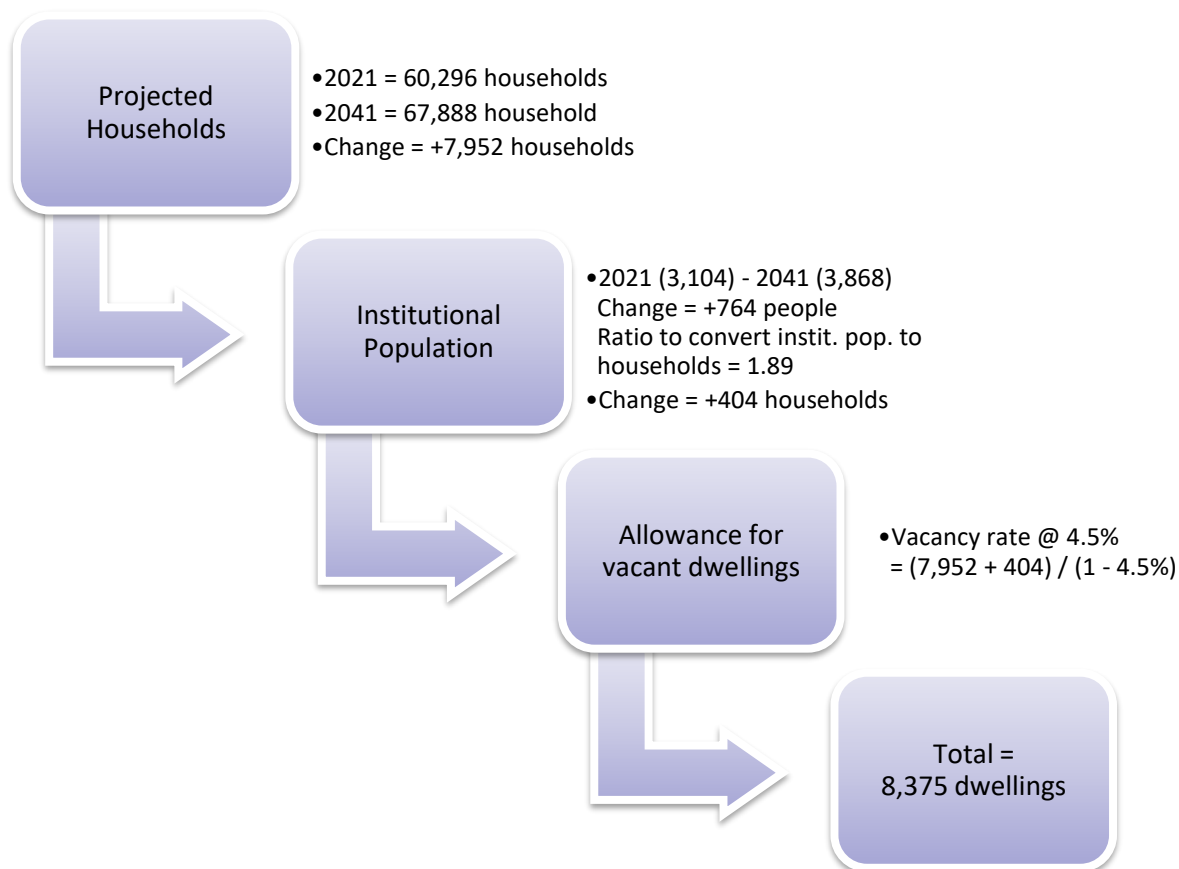 Projected
Households
•2021 = 60,296 households
•2041 = 67,888 household
•Change = +7,952 households
Institutional
Population
•2021 (3,104) - 2041 (3,868)
Change = +764 people
Ratio to convert instit. pop. to
households = 1.89
•Change = +404 households
Allowance for
vacant dwellings
•Vacancy rate @ 4.5%
= (7,952 + 404) / (1 - 4.5%)
Total =
8,375 dwellings